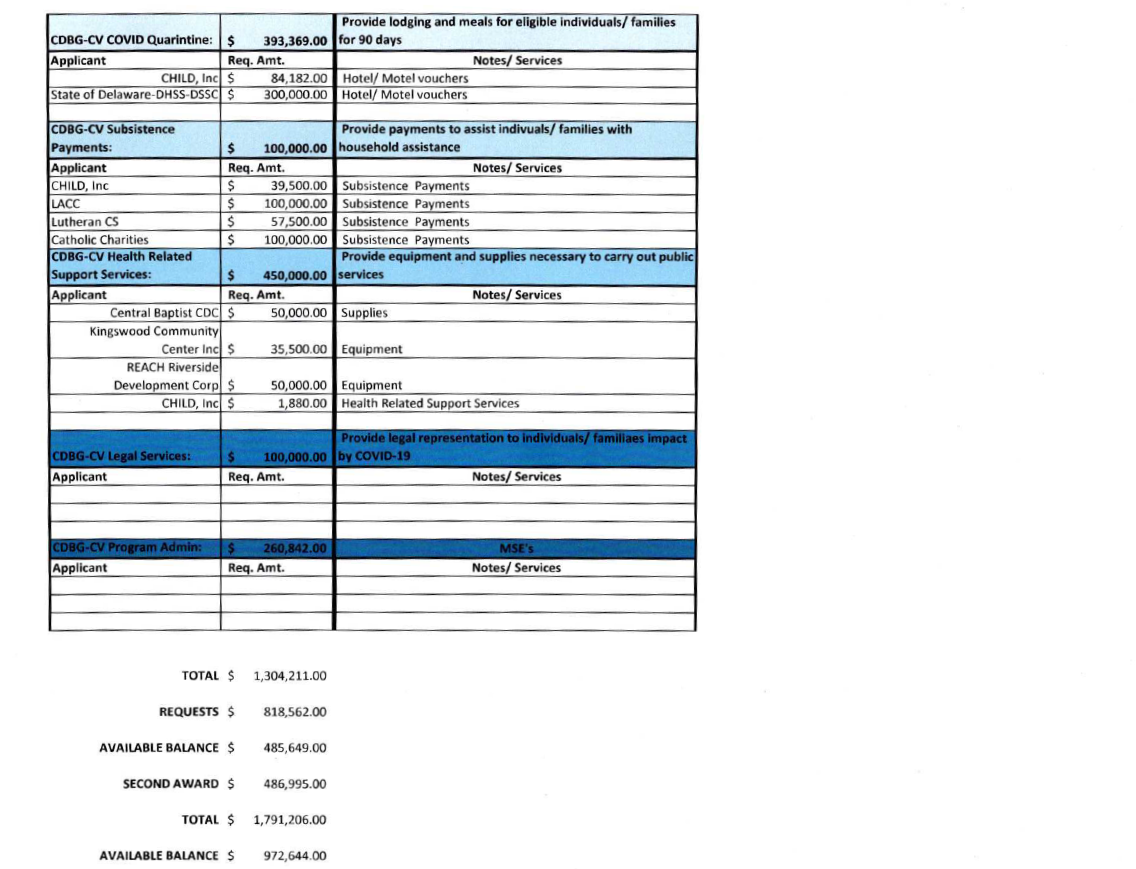 Provide lodging and meals for eligible individuals/ families
CDBG-CV COVID Quarintine: $ 393,369.00 for 90 days
Applicant Req. Amt. Notes/ Services
CHILD, Inc $ 84,182.00 Hotel/ Motel vouchers
State of Delaware-DHSS-DSSC $ 300,000.00 Hotel/ Motel vouchers
CDBG-CV Subsistence Provide payments to assist indivuals/ families with
Payments: $ 100,000.00 household assistance
Applicant Req. Amt. Notes/ Services
CHILD, Inc $ 39,500.00 Subsistence Payments
LACC $ 100,000.00 Subsistence Payments
Lutheran CS $ 57,500.00 Subsistence Payments
Catholic Charities $ 100,000.00 Subsistence Payments
CDBG-CV Health Related Provide equipment and supplies necessary to carry out public
Support Services: $ 450,000.00 services
Applicant Req. Amt. Notes/ Services
Central Baptist CDC $ 50,000.00 Supplies
Kingswood Community
Center Inc $ 35,500.00 Equipment
REACH Riverside
Development Corp $ 50,000.00 Equipment
CHILD, Inc $ 1,880.00 Health Related Support Services
Provide legal representation to individuals/ familiaes impact
CDBG-CV Legal Services: $ 100,000.00 by COVID-19
Applicant Req. Amt. Notes/ Services
CDBG-CV Program Admin: $ 260,842.00 MSE's
Applicant Req. Amt. Notes/ Services
TOTAL $ 1,304,211.00
REQUESTS $ 818,562.00
AVAILABLE BALANCE $ 485,649.00
SECOND AWARD $ 486,995.00
TOTAL $ 1,791,206.00
AVAILABLE BALANCE $ 972,644.00